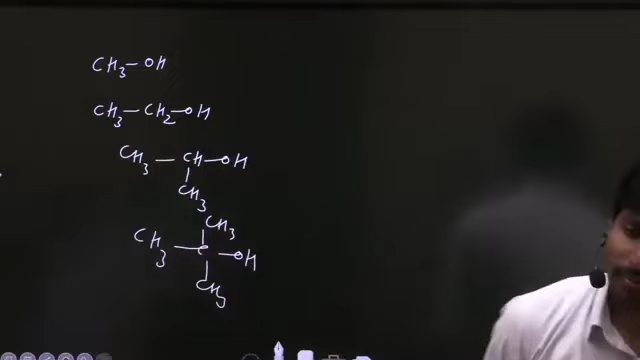 CH3— OH
CH3— CH2—OH
CH3 — CH—OH
|
CH3
CH3
|
CH3 — C —OH
|
CH3